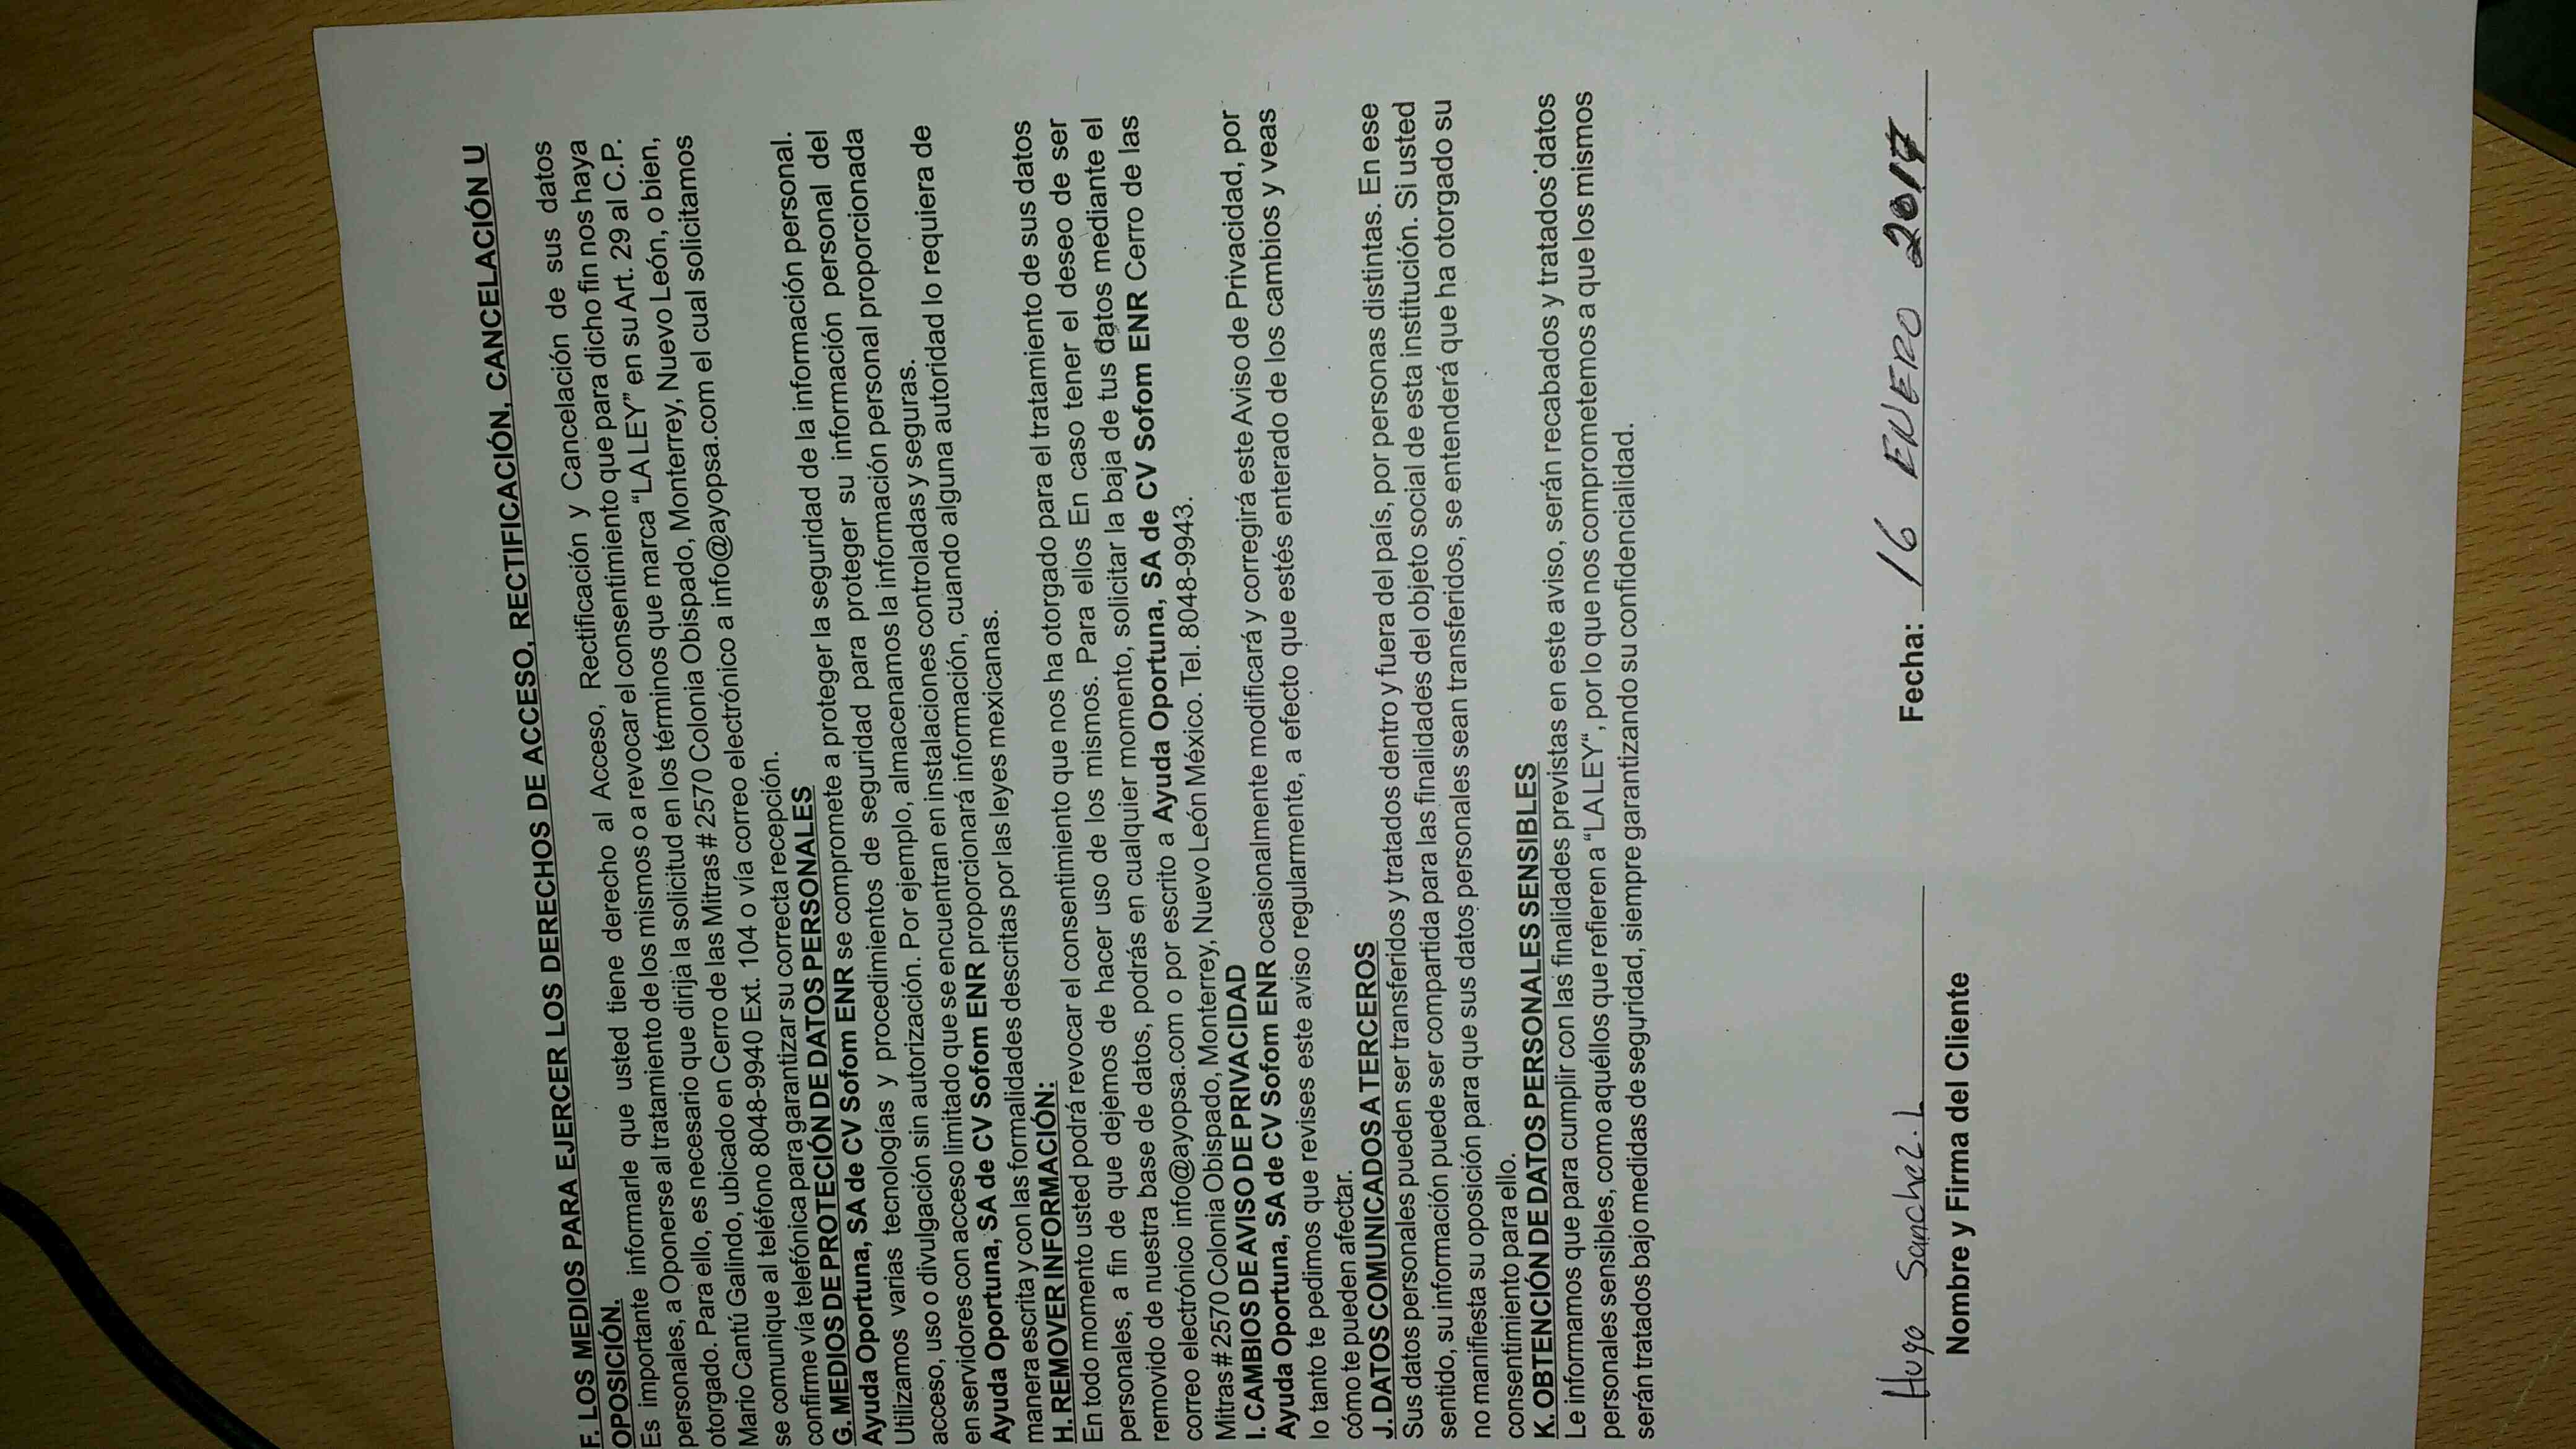 F. LOS MEDIOS PARA EJERCER LOS DERECHOS DE ACCESO, RECTIFICACIÓN, CANCELACIÓN U
OPOSICIÓN.
Es importante informarle que usted tiene derecho al Acceso, Rectificación y Cancelación de sus datos
personales, a Oponerse al tratamiento de los mismos o a revocar el consentimiento que para dicho fin nos haya
otorgado. Para ello, es necesario que dirija la solicitud en los términos que marca "LA LEY" en su Art. 29 al C.P.
Mario Cantú Galindo, ubicado en Cerro de las Mitras # 2570 Colonia Obispado, Monterrey, Nuevo León, o bien,
se comunique al teléfono 8048-9940 Ext. 104 o vía correo electrónico a info@ayopsa.com el cual solicitamos
confirme vía telefónica para garantizar su correcta recepción.
G. MEDIOS DE PROTECIÓN DE DATOS PERSONALES
Ayuda Oportuna, SA de CV Sofom ENR se compromete a proteger la seguridad de la información personal.
Utilizamos varias tecnologías y procedimientos de seguridad para proteger su información personal del
acceso, uso o divulgación sin autorización. Por ejemplo, almacenamos la información personal proporcionada
en servidores con acceso limitado que se encuentran en instalaciones controladas y seguras.
Ayuda Oportuna, SA de CV Sofom ENR proporcionará información, cuando alguna autoridad lo requiera de
manera escrita y con las formalidades descritas por las leyes mexicanas.
H. REMOVER INFORMACIÓN:
En todo momento usted podrá revocar el consentimiento que nos ha otorgado para el tratamiento de sus datos
personales, a fin de que dejemos de hacer uso de los mismos. Para ellos En caso tener el deseo de ser
removido de nuestra base de datos, podrás en cualquier momento, solicitar la baja de tus datos mediante el
correo electrónico info@ayopsa.com o por escrito a Ayuda Oportuna, SA de CV Sofom ENR Cerro de las
Mitras # 2570 Colonia Obispado, Monterrey, Nuevo León México. Tel. 8048-9943.
I. CAMBIOS DE AVISO DE PRIVACIDAD
Ayuda Oportuna, SA de CV Sofom ENR ocasionalmente modificará y corregirá este Aviso de Privacidad, por
lo tanto te pedimos que revises este aviso regularmente, a efecto que estés enterado de los cambios y veas
cómo te pueden afectar.
J. DATOS COMUNICADOS A TERCEROS
Sus datos personales pueden ser transferidos y tratados dentro y fuera del país, por personas distintas. En ese
sentido, su información puede ser compartida para las finalidades del objeto social de esta institución. Si usted
no manifiesta su oposición para que sus datos personales sean transferidos, se entenderá que ha otorgado su
consentimiento para ello.
K. OBTENCIÓN DE DATOS PERSONALES SENSIBLES
Le informamos que para cumplir con las finalidades previstas en este aviso, serán recabados y tratados datos
personales sensibles, como aquéllos que refieren a "LA LEY", por lo que nos comprometemos a que los mismos
serán tratados bajo medidas de seguridad, siempre garantizando su confidencialidad.
Hugo Sanchez. L Fecha: 16 ENERO 2017
Nombre y Firma del Cliente